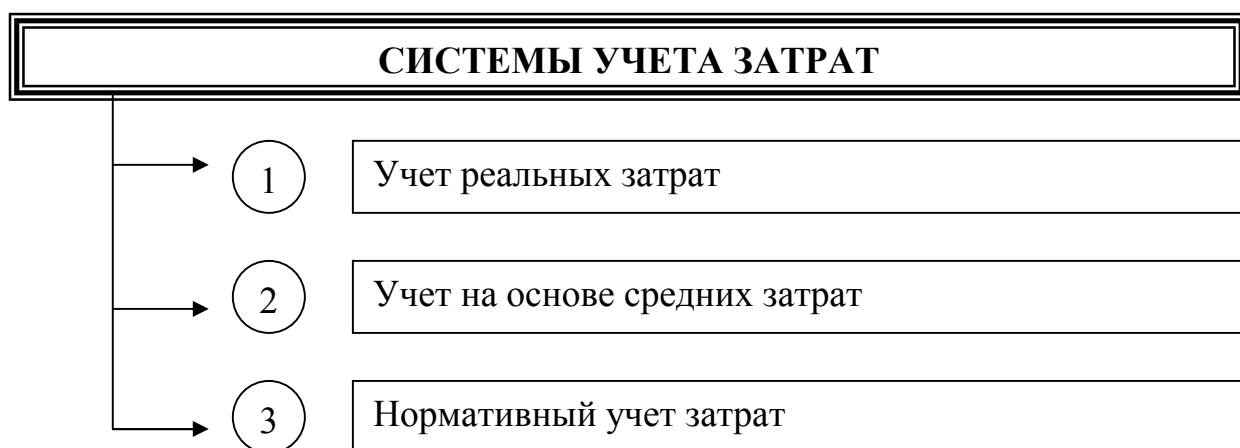 СИСТЕМЫ УЧЕТА ЗАТРАТ
1 Учет реальных затрат
2 Учет на основе средних затрат
3 Нормативный учет затрат